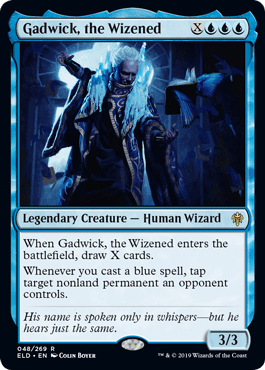 Gadwick, the Wizened X
Legendary Creature — Human Wizard
When Gadwick, the Wizened enters the
battlefield, draw X cards.
Whenever you cast a blue spell, tap
target nonland permanent an opponent
controls.
His name is spoken only in whispers—but he
hears just the same.
3/3
048/269 R
ELD • EN Colin Boyer
™ & © 2019 Wizards of the Coast